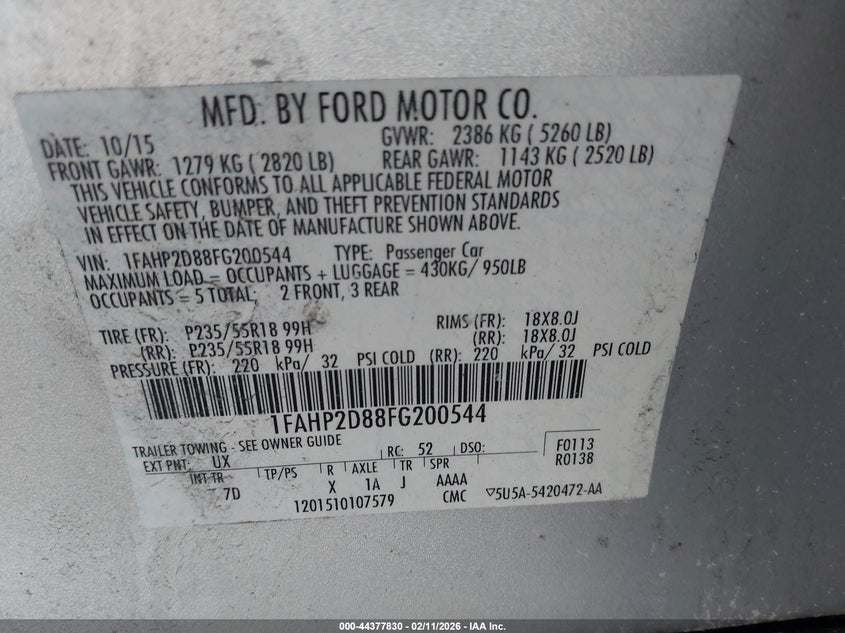 MFD. BY FORD MOTOR CO.
DATE: 10/15 GVWR: 2386 KG ( 5260 LB)
FRONT GAWR: 1279 KG ( 2820 LB) REAR GAWR: 1143 KG ( 2520 LB)
THIS VEHICLE CONFORMS TO ALL APPLICABLE FEDERAL MOTOR
VEHICLE SAFETY, BUMPER, AND THEFT PREVENTION STANDARDS
IN EFFECT ON THE DATE OF MANUFACTURE SHOWN ABOVE.
VIN: 1FAHP2D88FG200544 TYPE: Passenger Car
MAXIMUM LOAD = OCCUPANTS + LUGGAGE = 430KG/ 950LB
OCCUPANTS = 5 TOTAL; 2 FRONT, 3 REAR
TIRE (FR): P235/55R18 99H RIMS (FR): 18X8.0J
(RR): P235/55R18 99H (RR): 18X8.0J
PRESSURE (FR): 220 kPa/ 32 PSI COLD (RR): 220 kPa/ 32 PSI COLD
1FAHP2D88FG200544
TRAILER TOWING - SEE OWNER GUIDE
EXT PNT: UX RC: 52 DSO: F0113
R0138
INT TR TP/PS R AXLE TR SPR
7D X 1A J AAAA
1201510107579 CMC ▽5U5A-5420472-AA
000-44377830 - 02/11/2026 - IAA Inc.